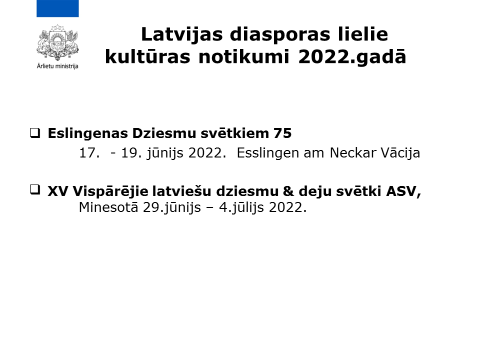 Latvijas diasporas lielie
kultūras notikumi 2022.gadā
Ārlietu ministrija
Eslingenas Dziesmu svētkiem 75
17. - 19. jūnijs 2022. Esslingen am Neckar Vācija
XV Vispārējie latviešu dziesmu & deju svētki ASV,
Minesotā 29.jūnijs – 4.jūlijs 2022.